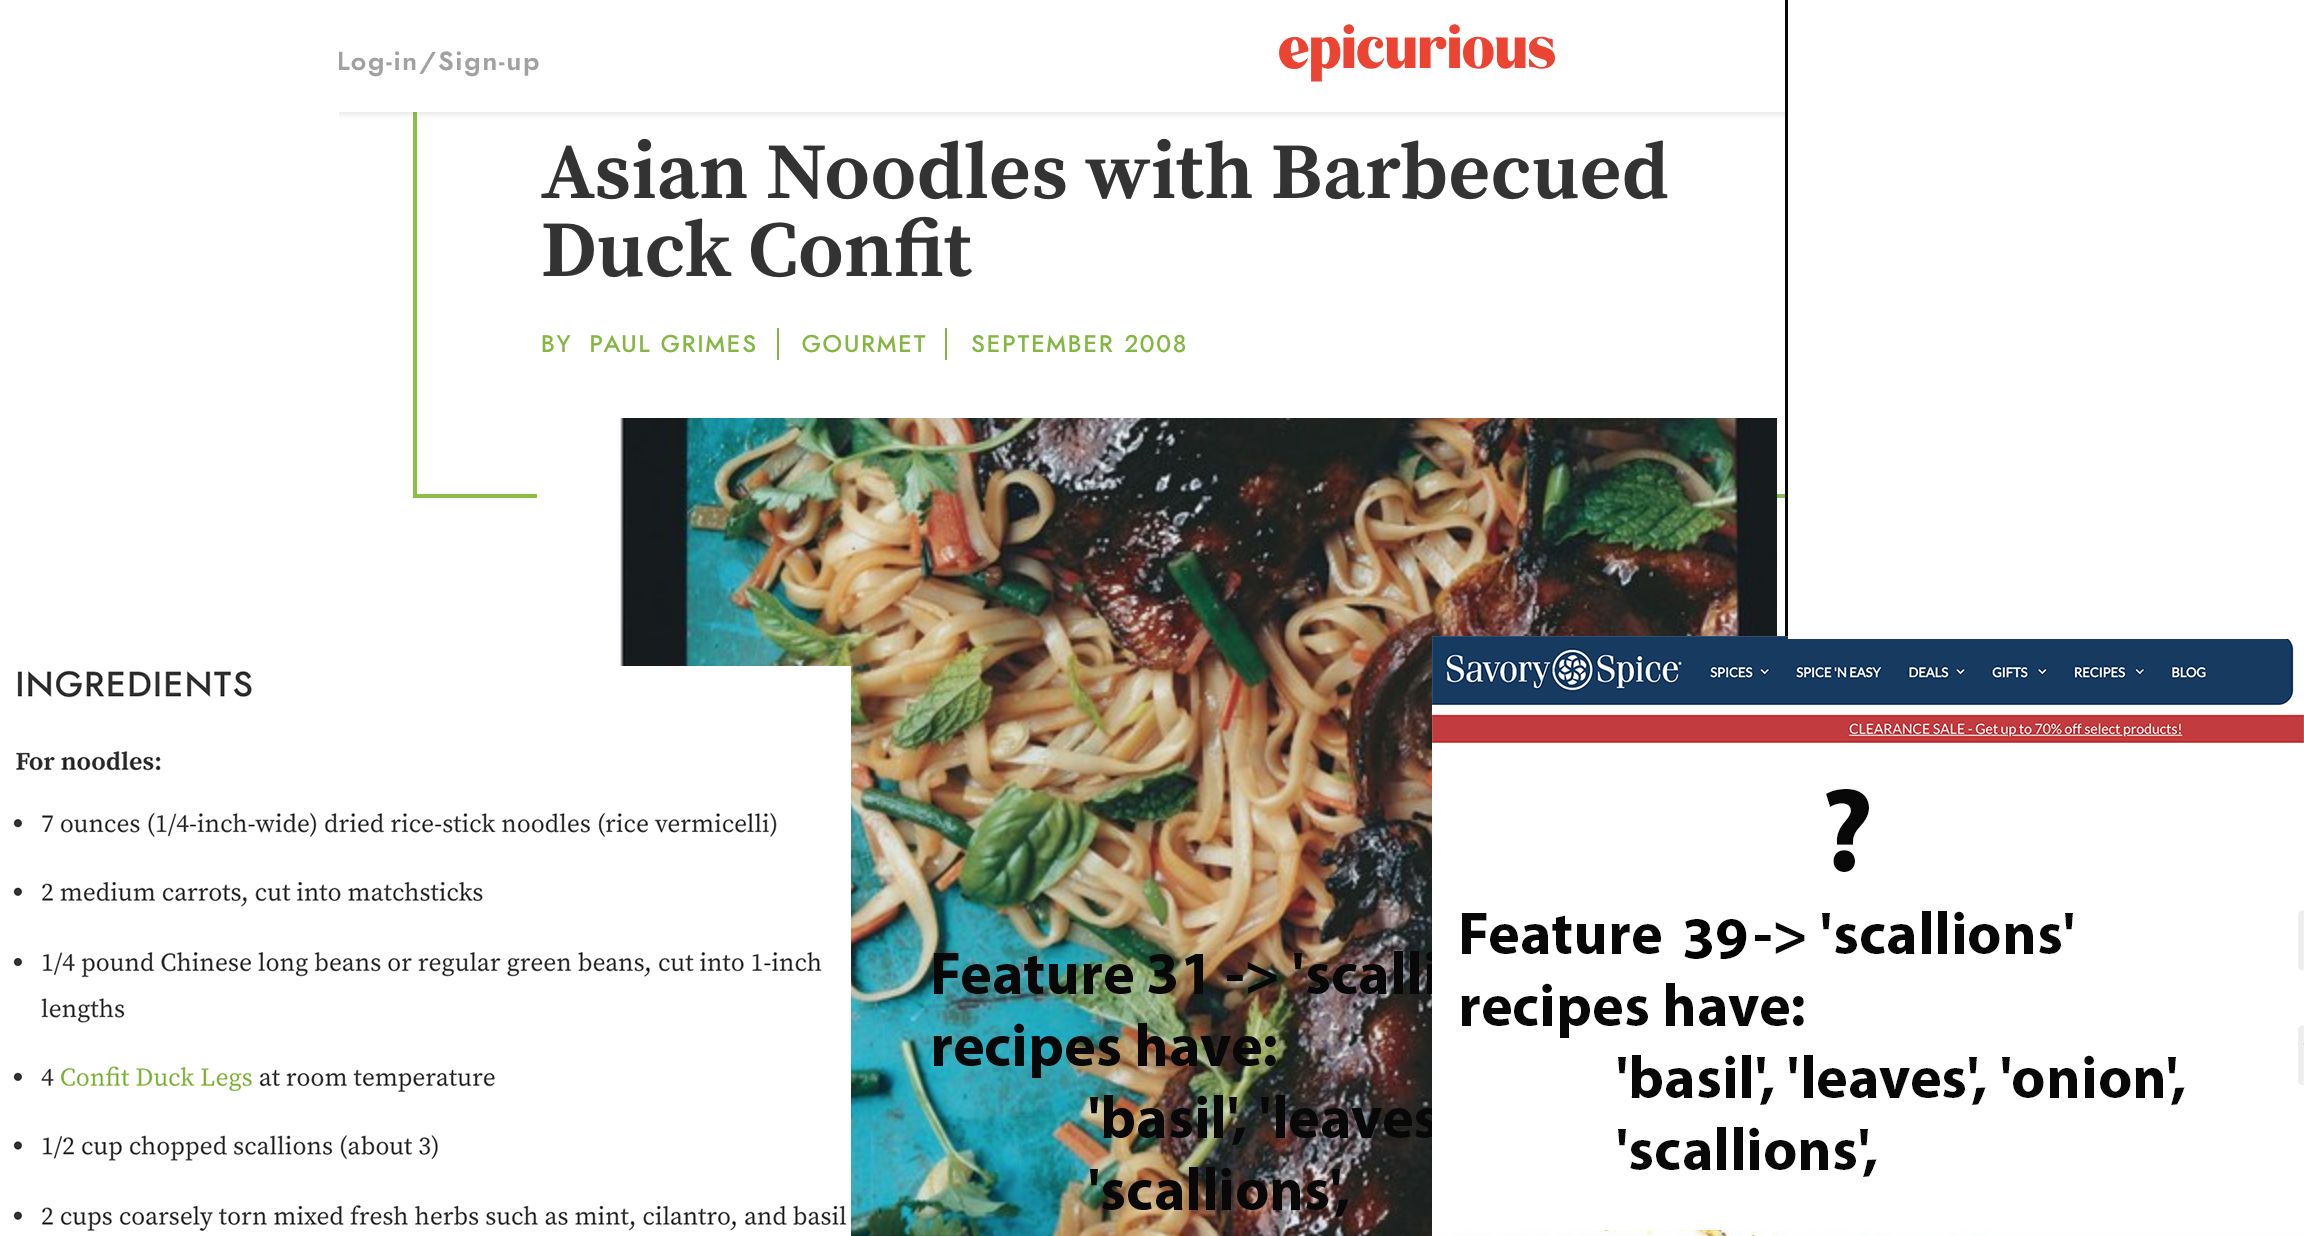 Log-in/Sign-up
epicurious
Asian Noodles with Barbecued
Duck Confit
BY PAUL GRIMES | GOURMET | SEPTEMBER 2008
INGREDIENTS
For noodles:
• 7 ounces (1/4-inch-wide) dried rice-stick noodles (rice vermicelli)
• 2 medium carrots, cut into matchsticks
• 1/4 pound Chinese long beans or regular green beans, cut into 1-inch
lengths
• 4 Confit Duck Legs at room temperature
• 1/2 cup chopped scallions (about 3)
• 2 cups coarsely torn mixed fresh herbs such as mint, cilantro, and basil
Feature 31 -> 'scalli
recipes have:
'basil', 'leaves
'scallions',
Savory Spice
SPICES SPICE 'N EASY DEALS GIFTS RECIPES BLOG
CLEARANCE SALE - Get up to 70% off select products!
?
Feature 39-> 'scallions'
recipes have:
'basil', 'leaves', 'onion',
'scallions',